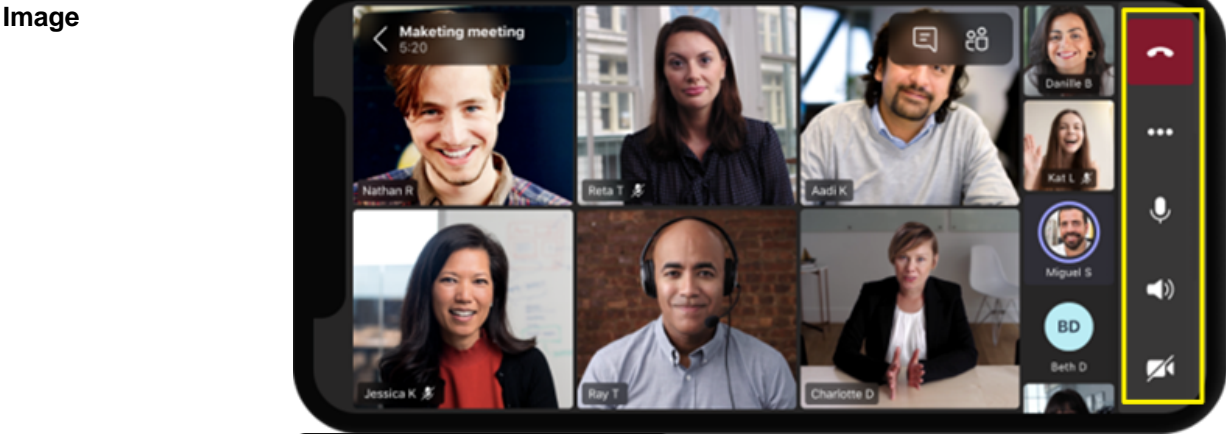 Image
Maketing meeting
5:20
Nathan R
Reta T
Aadi K
Danille B
Kat L
Miguel S
BD
Beth D
Jessica K
Ray T
Charlotte D